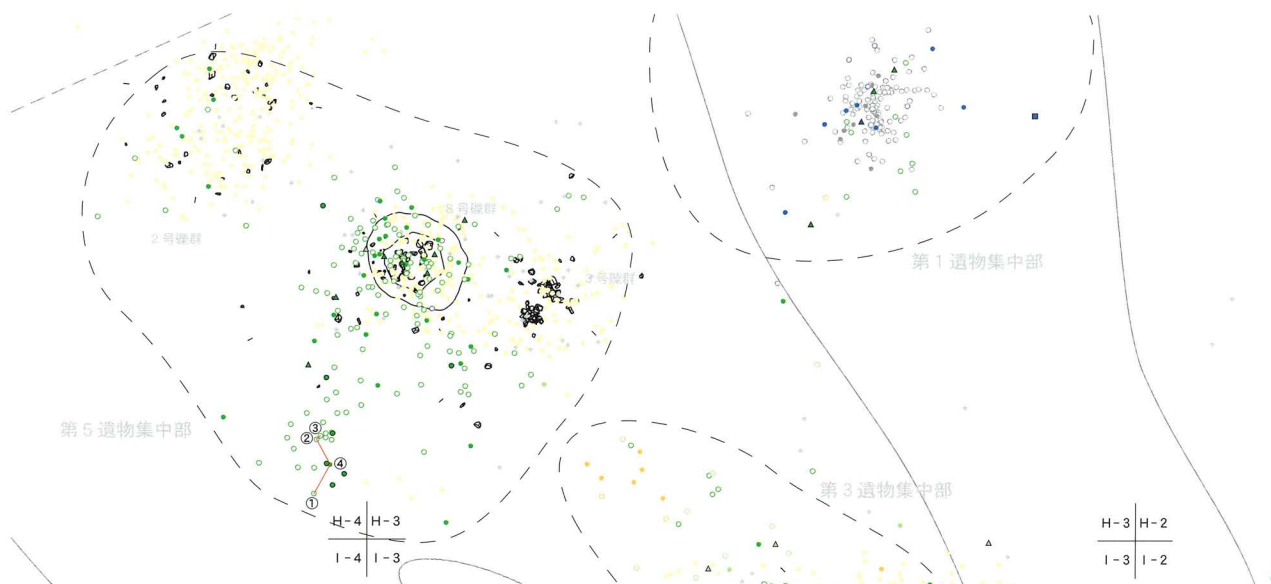 8号礫群
2号礫群
第1遺物集中部
3号礫群
第5遺物集中部
③
②
④
第3遺物集中部
①
H-4 H-3
I-4 I-3
H-3 H-2
I-3 I-2